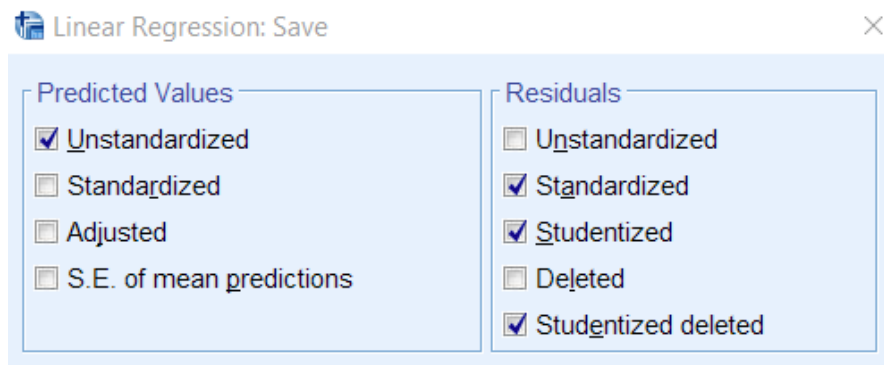 Linear Regression: Save
Predicted Values
Unstandardized
Standardized
Adjusted
S.E. of mean predictions
Residuals
Unstandardized
Standardized
Studentized
Deleted
Studentized deleted